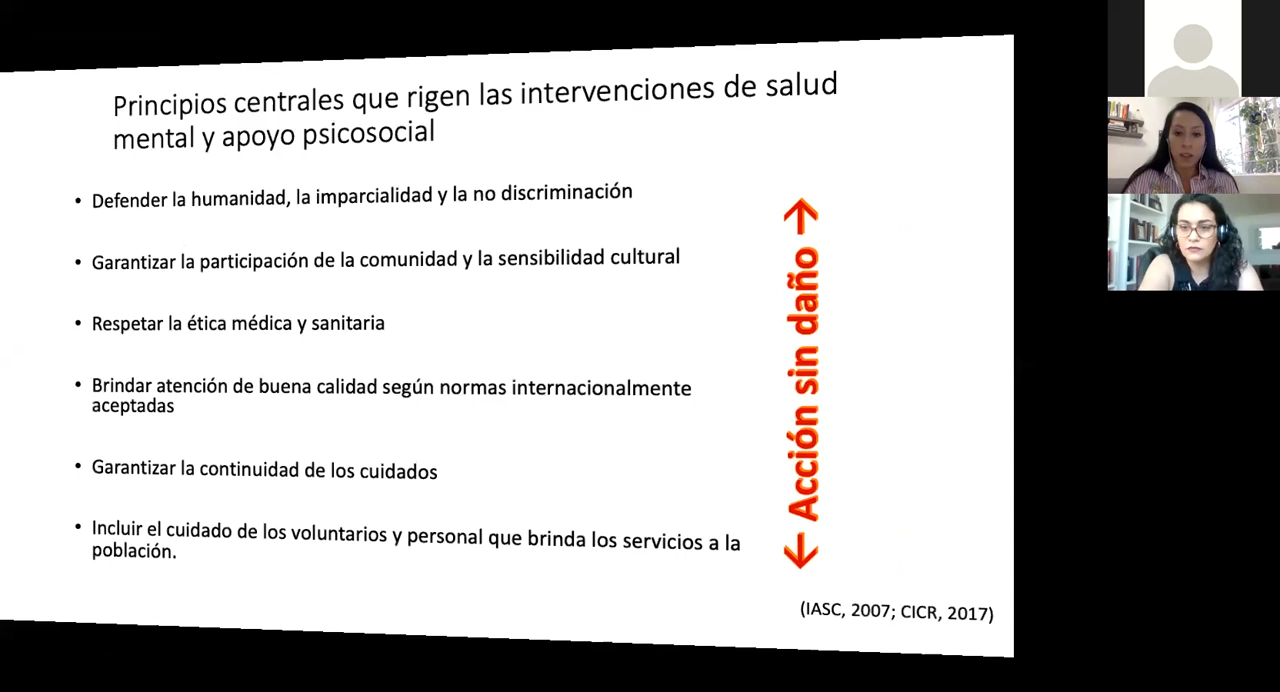 Principios centrales que rigen las intervenciones de salud
mental y apoyo psicosocial
• Defender la humanidad, la imparcialidad y la no discriminación
• Garantizar la participación de la comunidad y la sensibilidad cultural
• Respetar la ética médica y sanitaria
• Brindar atención de buena calidad según normas internacionalmente
aceptadas
• Garantizar la continuidad de los cuidados
• Incluir el cuidado de los voluntarios y personal que brinda los servicios a la
población.
← Acción sin daño →
(IASC, 2007; CICR, 2017)